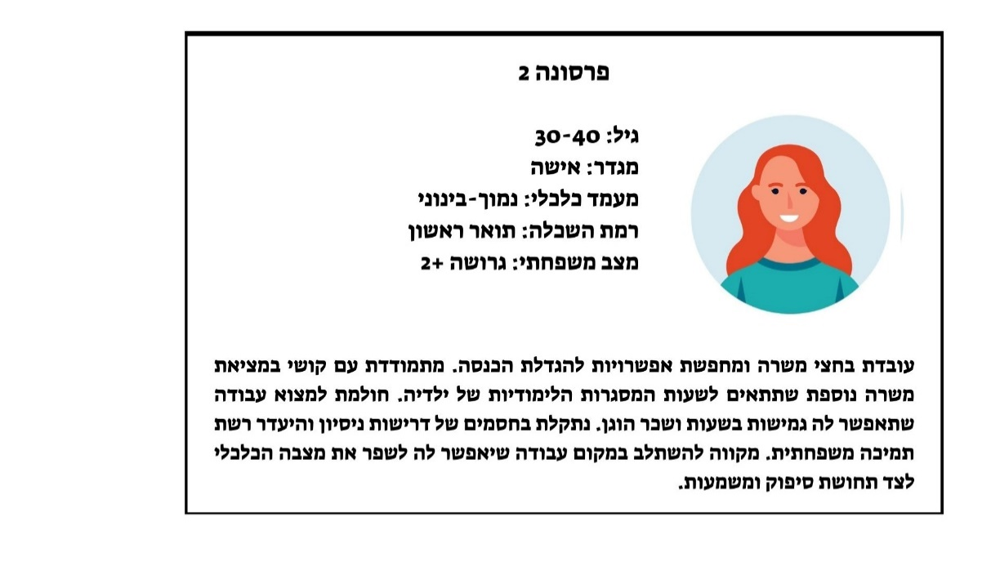 פרסונה 2
גיל: 30-40
מגדר: אישה
מעמד כלכלי: נמוך-בינוני
רמת השכלה: תואר ראשון
מצב משפחתי: גרושה +2
עובדת בחצי משרה ומחפשת אפשרויות להגדלת הכנסה. מתמודדת עם קושי במציאת
משרה נוספת שתתאים לשעות המסגרות הלימודיות של ילדיה. חולמת למצוא עבודה
שתאפשר לה גמישות בשעות ושכר הוגן. נתקלת בחסמים של דרישות ניסיון והיעדר רשת
תמיכה משפחתית. מקווה להשתלב במקום עבודה שיאפשר לה לשפר את מצבה הכלכלי
לצד תחושת סיפוק ומשמעות.